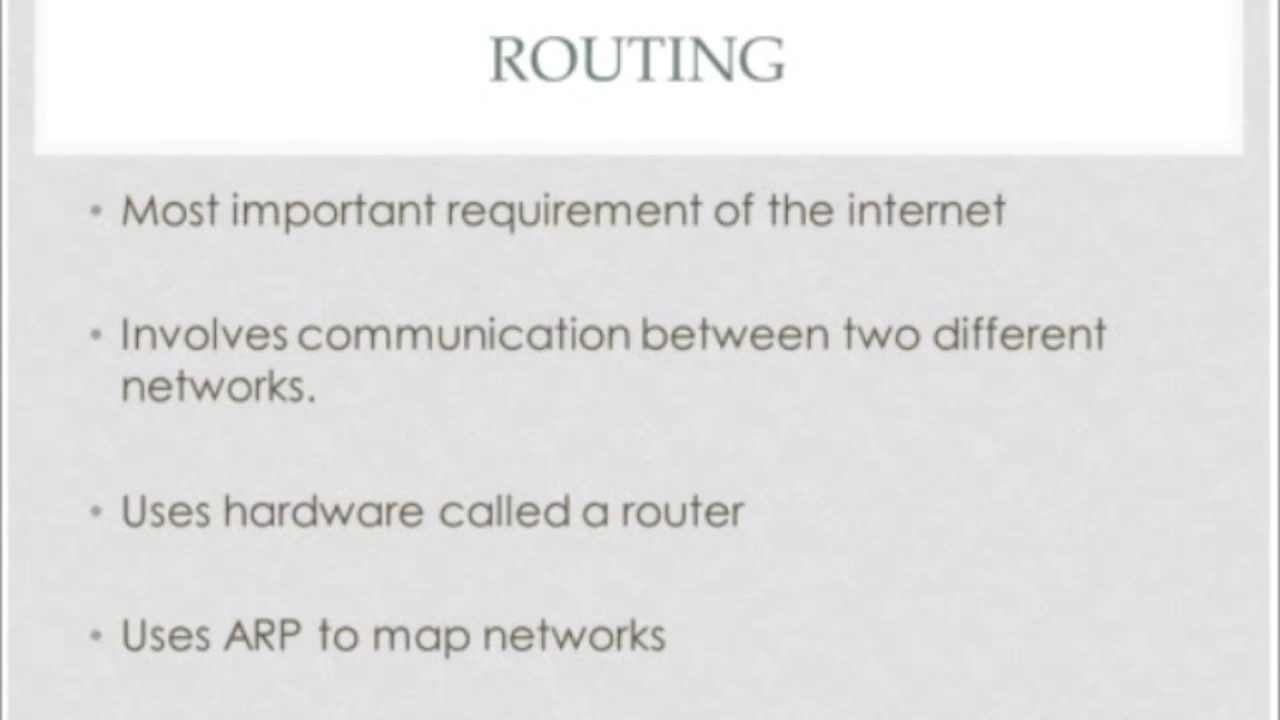 ROUTING
• Most important requirement of the internet
• Involves communication between two different
networks.
• Uses hardware called a router
• Uses ARP to map networks